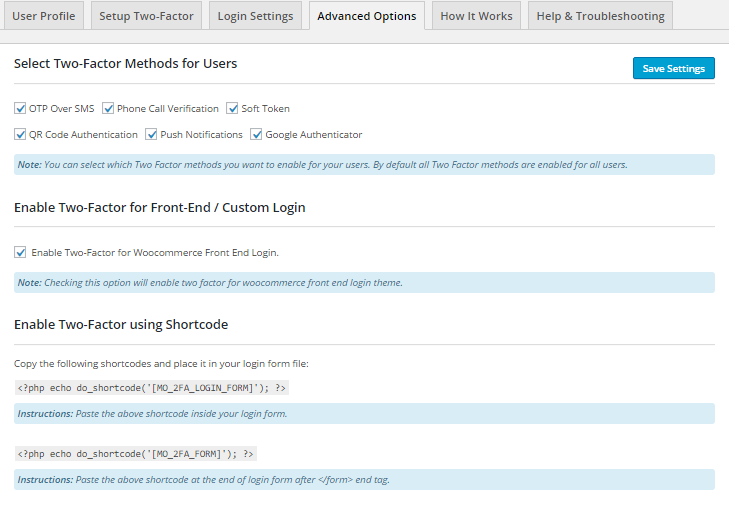 User Profile Setup Two-Factor Login Settings Advanced Options How It Works Help & Troubleshooting
Select Two-Factor Methods for Users
Save Settings
OTP Over SMS Phone Call Verification Soft Token
QR Code Authentication Push Notifications Google Authenticator
Note: You can select which Two Factor methods you want to enable for your users. By default all Two Factor methods are enabled for all users.
Enable Two-Factor for Front-End / Custom Login
Enable Two-Factor for Woocommerce Front End Login.
Note: Checking this option will enable two factor for woocommerce front end login theme.
Enable Two-Factor using Shortcode
Copy the following shortcodes and place it in your login form file:
<?php echo do_shortcode('[MO_2FA_LOGIN_FORM]'); ?>
Instructions: Paste the above shortcode inside your login form.
<?php echo do_shortcode('[MO_2FA_FORM]'); ?>
Instructions: Paste the above shortcode at the end of login form after </form> end tag.